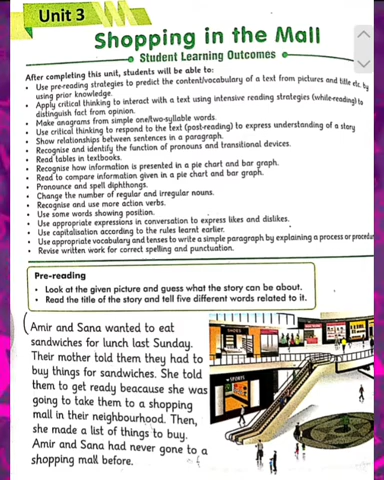 Unit 3
Shopping in the Mall
Student Learning Outcomes
After completing this unit, students will be able to:
• Use pre-reading strategies to predict the content/vocabulary of a text from pictures and title etc. by
using prior knowledge.
• Apply critical thinking to interact with a text using intensive reading strategies (while-reading) to
distinguish fact from opinion.
• Make anagrams from simple one/two-syllable words.
• Use critical thinking to respond to the text (post-reading) to express understanding of a story
• Show relationships between sentences in a paragraph.
• Recognise and identify the function of pronouns and transitional devices.
• Read tables in textbooks.
• Recognise how information is presented in a pie chart and bar graph.
• Read to compare information given in a pie chart and bar graph.
• Pronounce and spell diphthongs.
• Change the number of regular and irregular nouns.
• Recognise and use more action verbs.
• Use some words showing position.
• Use appropriate expressions in conversation to express likes and dislikes.
• Use capitalisation according to the rules learnt earlier.
• Use appropriate vocabulary and tenses to write a simple paragraph by explaining a process or procedu
• Revise written work for correct spelling and punctuation.
Pre-reading
• Look at the given picture and guess what the story can be about.
• Read the title of the story and tell five different words related to it.
Amir and Sana wanted to eat
sandwiches for lunch last Sunday.
Their mother told them they had to
buy things for sandwiches. She told
them to get ready beacause she was
going to take them to a shopping
mall in their neighbourhood. Then,
she made a list of things to buy.
Amir and Sana had never gone to a
shopping mall before.
SHOES
SPORTS